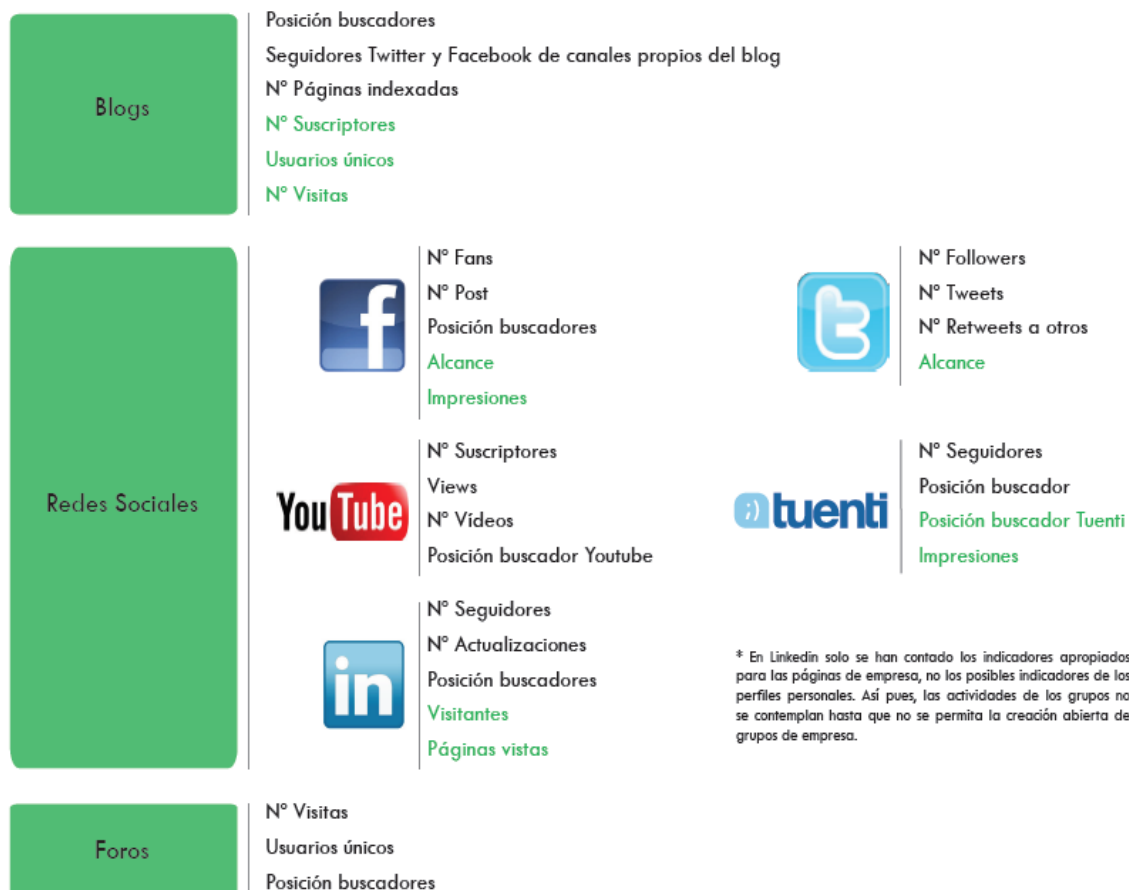 Blogs
Posición buscadores
Seguidores Twitter y Facebook de canales propios del blog
Nº Páginas indexadas
Nº Suscriptores
Usuarios únicos
Nº Visitas
Redes Sociales
f
Nº Fans
Nº Post
Posición buscadores
Alcance
Impresiones
t
Nº Followers
Nº Tweets
Nº Retweets a otros
Alcance
YouTube
Nº Suscriptores
Views
Nº Vídeos
Posición buscador Youtube
;) tuenti
Nº Seguidores
Posición buscador
Posición buscador Tuenti
Impresiones
in
Nº Seguidores
Nº Actualizaciones
Posición buscadores
Visitantes
Páginas vistas
* En Linkedin solo se han contado los indicadores apropiados
para las páginas de empresa, no los posibles indicadores de los
perfiles personales. Así pues, las actividades de los grupos no
se contemplan hasta que no se permita la creación abierta de
grupos de empresa.
Foros
Nº Visitas
Usuarios únicos
Posición buscadores